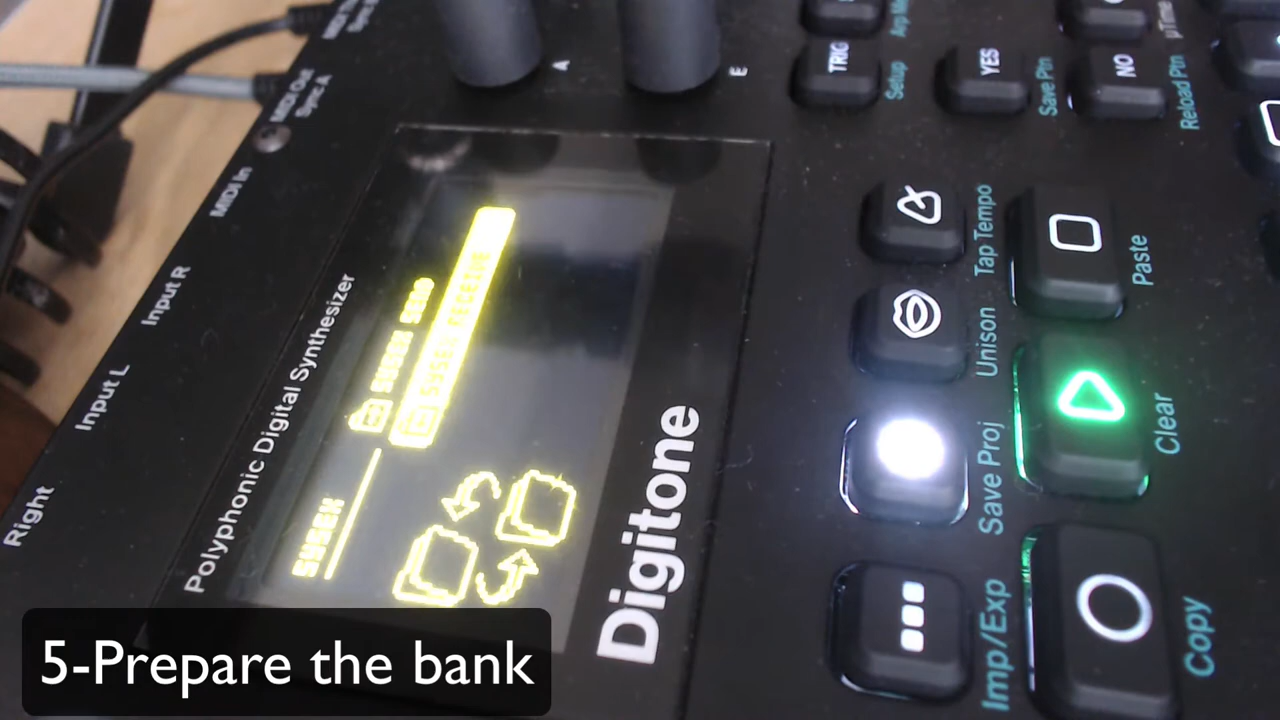 MIDI Out
Sync A
MIDI In
Input R
Input L
Right
Polyphonic Digital Synthesizer
SYSEX
SYSEX SEND
SYSEX RECEIVE
Digitone
A
E
TRIG
Setup
YES
Save Ptn
NO
Reload Ptn
Tap Tempo
Paste
Unison
Save Proj
Clear
Imp/Exp
Copy
5-Prepare the bank